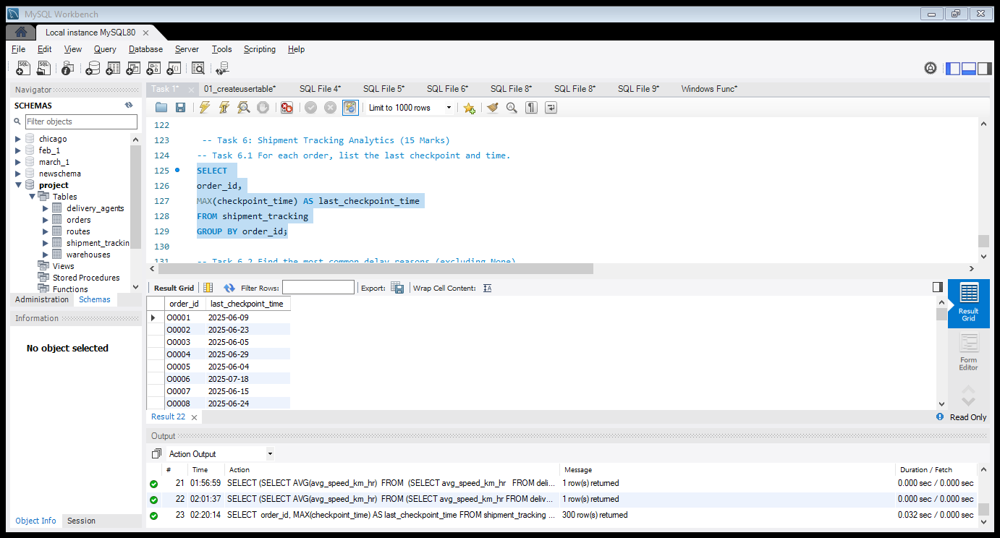 MySQL Workbench
Local instance MySQL80
File Edit View Query Database Server Tools Scripting Help
Navigator
SCHEMAS
Filter objects
chicago
feb_1
march_1
newschema
project
Tables
delivery_agents
orders
routes
shipment_trackin
warehouses
Views
Stored Procedures
Functions
Administration Schemas
Information
No object selected
Object Info Session
Task 1* 01_createusertable* SQL File 4* SQL File 5* SQL File 6* SQL File 8* SQL File 8* SQL File 9* Windows Func*
Limit to 1000 rows
122
123 -- Task 6: Shipment Tracking Analytics (15 Marks)
124 -- Task 6.1 For each order, list the last checkpoint and time.
125 SELECT
126 order_id,
127 MAX(checkpoint_time) AS last_checkpoint_time
128 FROM shipment_tracking
129 GROUP BY order_id;
130
131 -- Task 6.2 Find the most common delay reasons (excluding None)
Result Grid Filter Rows: Export: Wrap Cell Content:
order_id last_checkpoint_time
O0001 2025-06-09
O0002 2025-06-23
O0003 2025-06-05
O0004 2025-06-29
O0005 2025-06-04
O0006 2025-07-18
O0007 2025-06-15
O0008 2025-06-24
Result Grid
Form Editor
Result 22
Read Only
Output
Action Output
# Time Action Message Duration / Fetch
21 01:56:59 SELECT (SELECT AVG(avg_speed_km_hr) FROM (SELECT avg_speed_km_hr FROM deli... 1 row(s) returned 0.000 sec / 0.000 sec
22 02:01:37 SELECT (SELECT AVG(avg_speed_km_hr) FROM (SELECT avg_speed_km_hr FROM deliv... 1 row(s) returned 0.000 sec / 0.000 sec
23 02:20:14 SELECT order_id, MAX(checkpoint_time) AS last_checkpoint_time FROM shipment_tracking ... 300 row(s) returned 0.032 sec / 0.000 sec